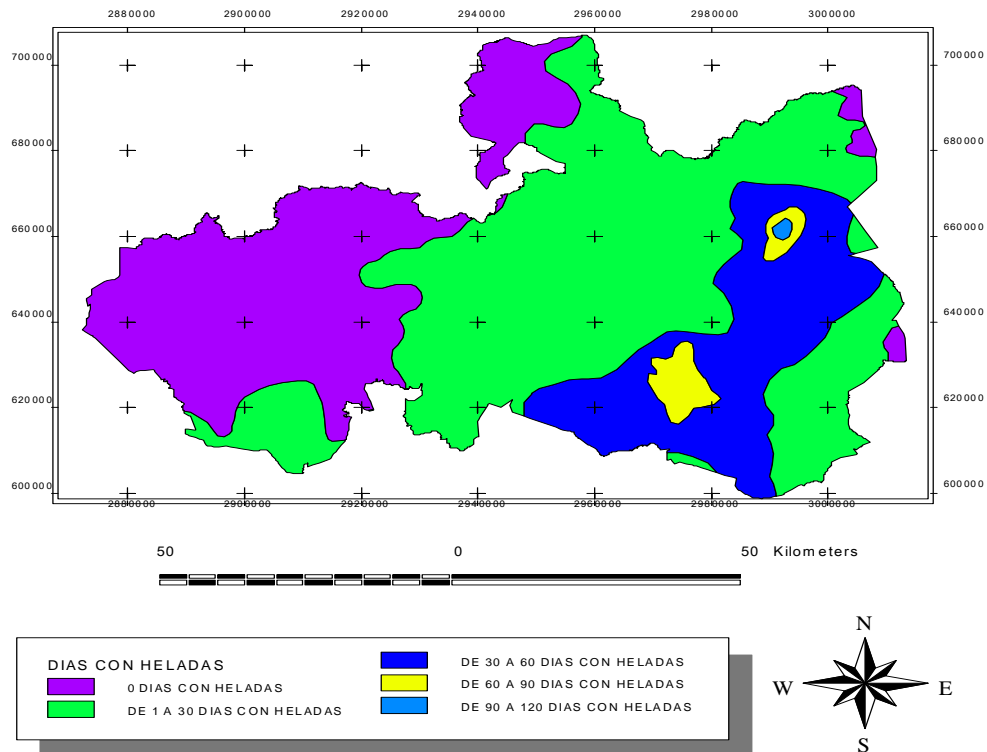 2880000 2900000 2920000 2940000 2960000 2980000 3000000
700000 700000
680000 680000
660000 660000
640000 640000
620000 620000
600000 600000
2880000 2900000 2920000 2940000 2960000 2980000 3000000
50 0 50 Kilometers
DIAS CON HELADAS
0 DIAS CON HELADAS
DE 1 A 30 DIAS CON HELADAS
DE 30 A 60 DIAS CON HELADAS
DE 60 A 90 DIAS CON HELADAS
DE 90 A 120 DIAS CON HELADAS
N
W E
S